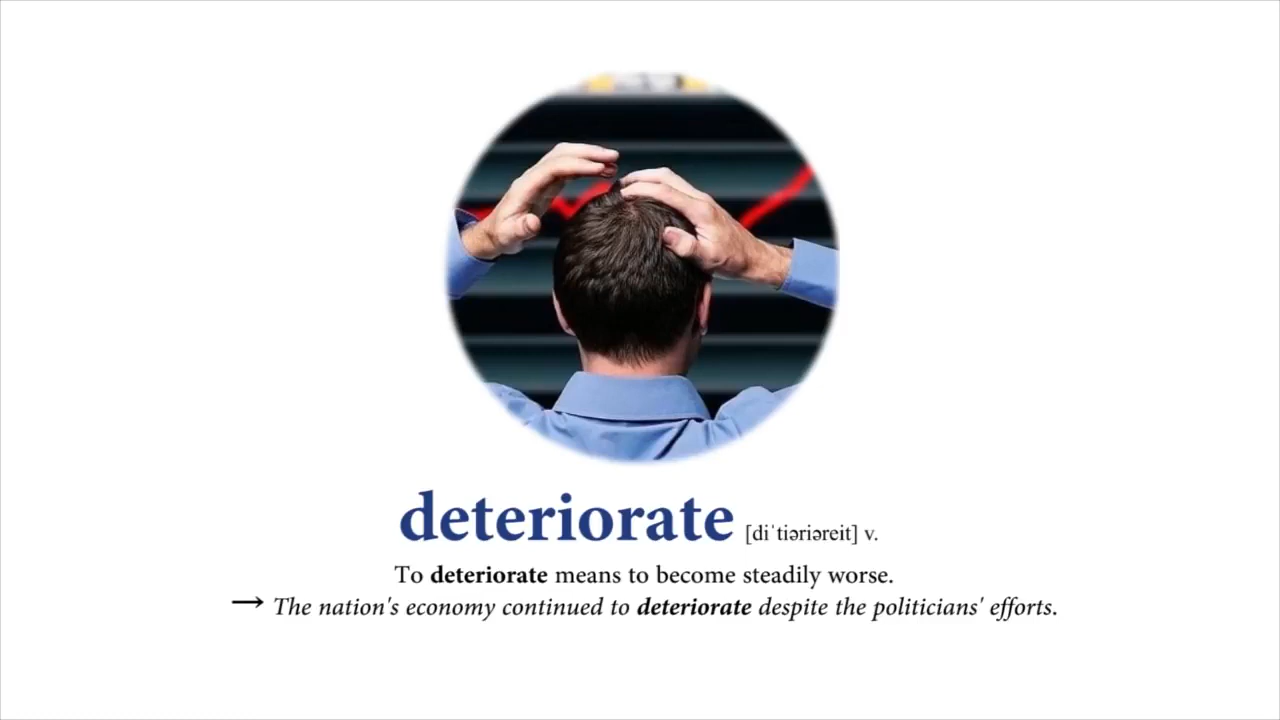 deteriorate [diˈtiəriəreit] v.
To deteriorate means to become steadily worse.
→ The nation's economy continued to deteriorate despite the politicians' efforts.